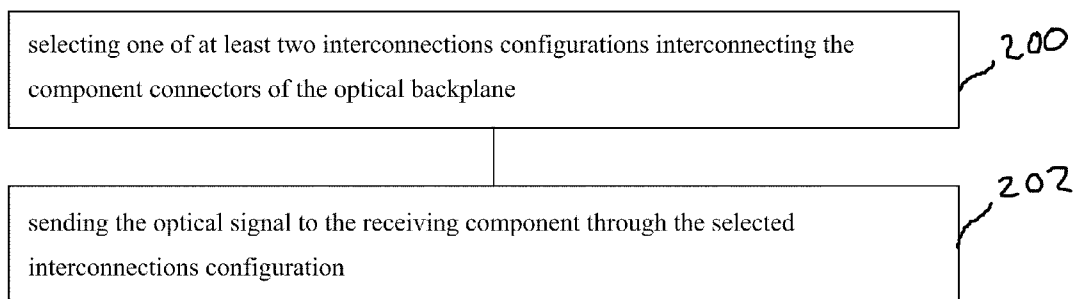 selecting one of at least two interconnections configurations interconnecting the
component connectors of the optical backplane
200
sending the optical signal to the receiving component through the selected
interconnections configuration
202